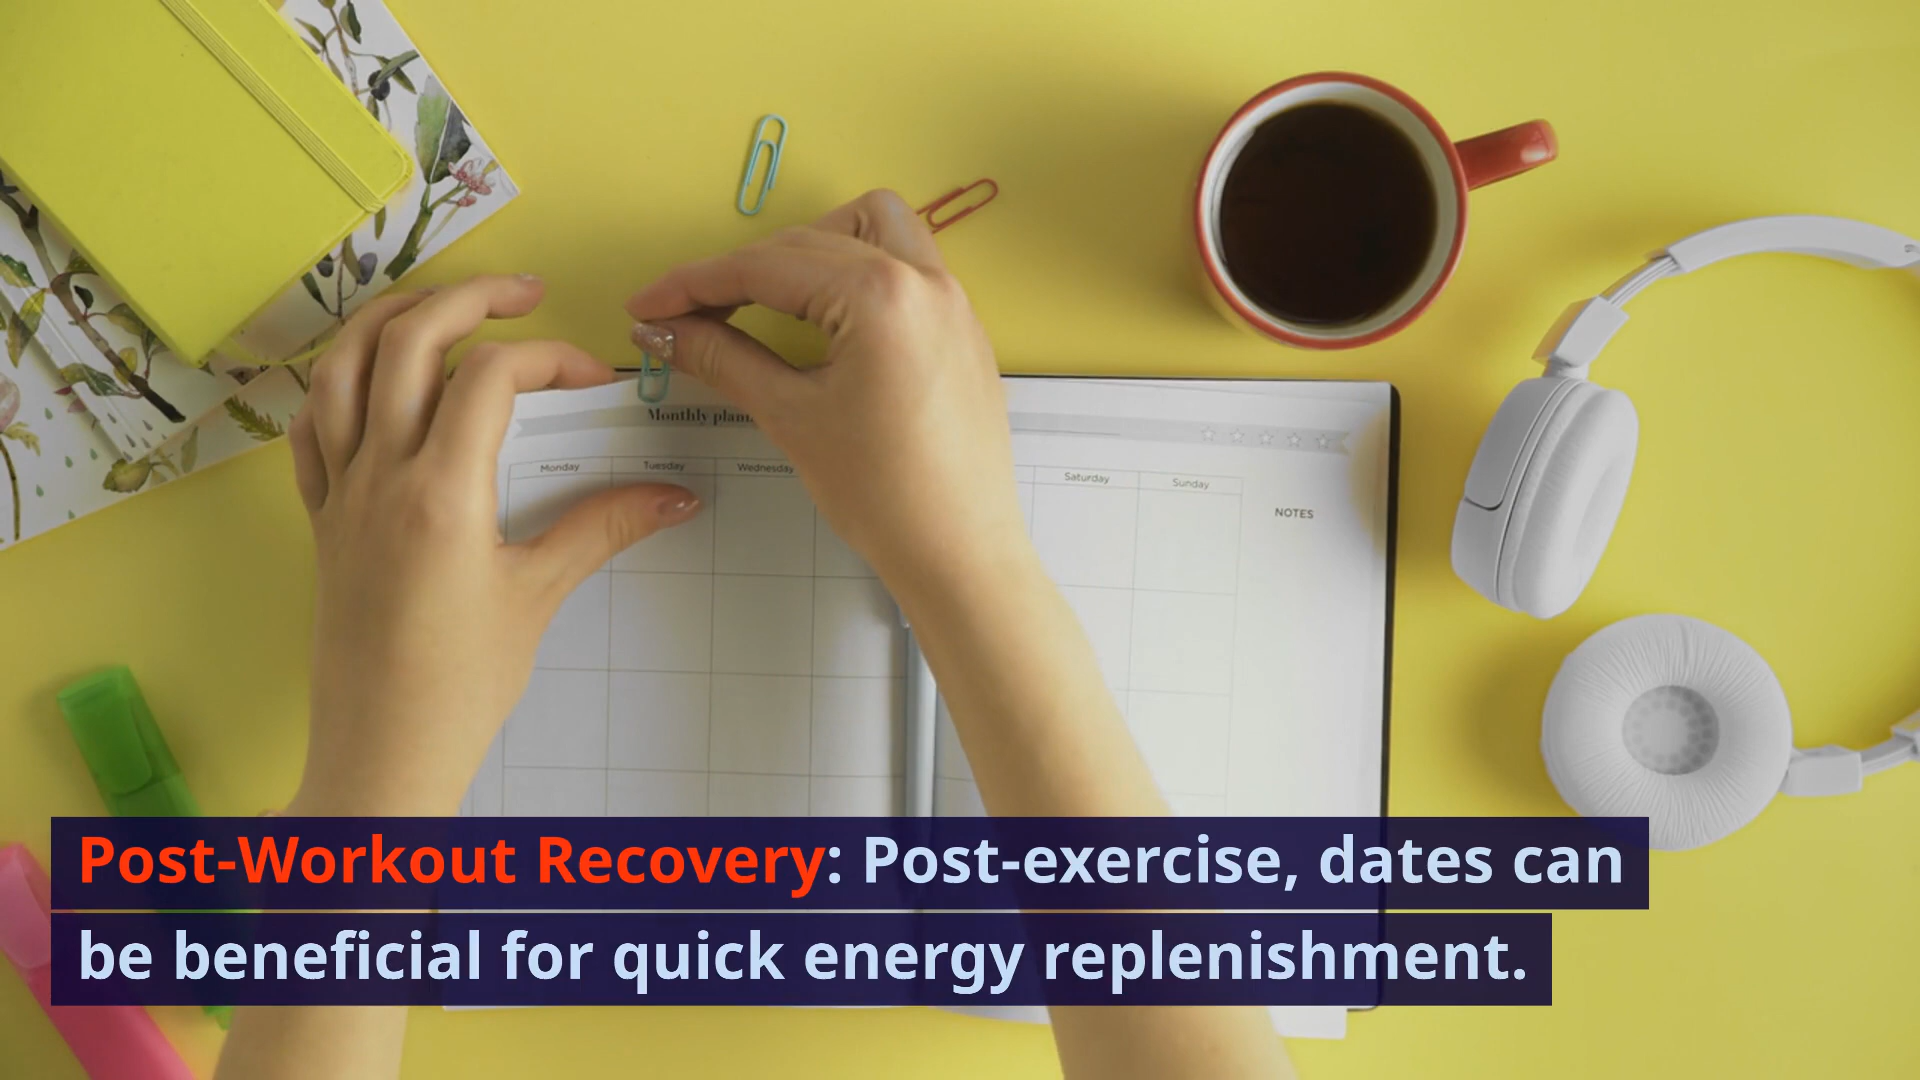 Monthly
Monday Tuesday Wednesday Saturday Sunday
NOTES
Post-Workout Recovery: Post-exercise, dates can
be beneficial for quick energy replenishment.